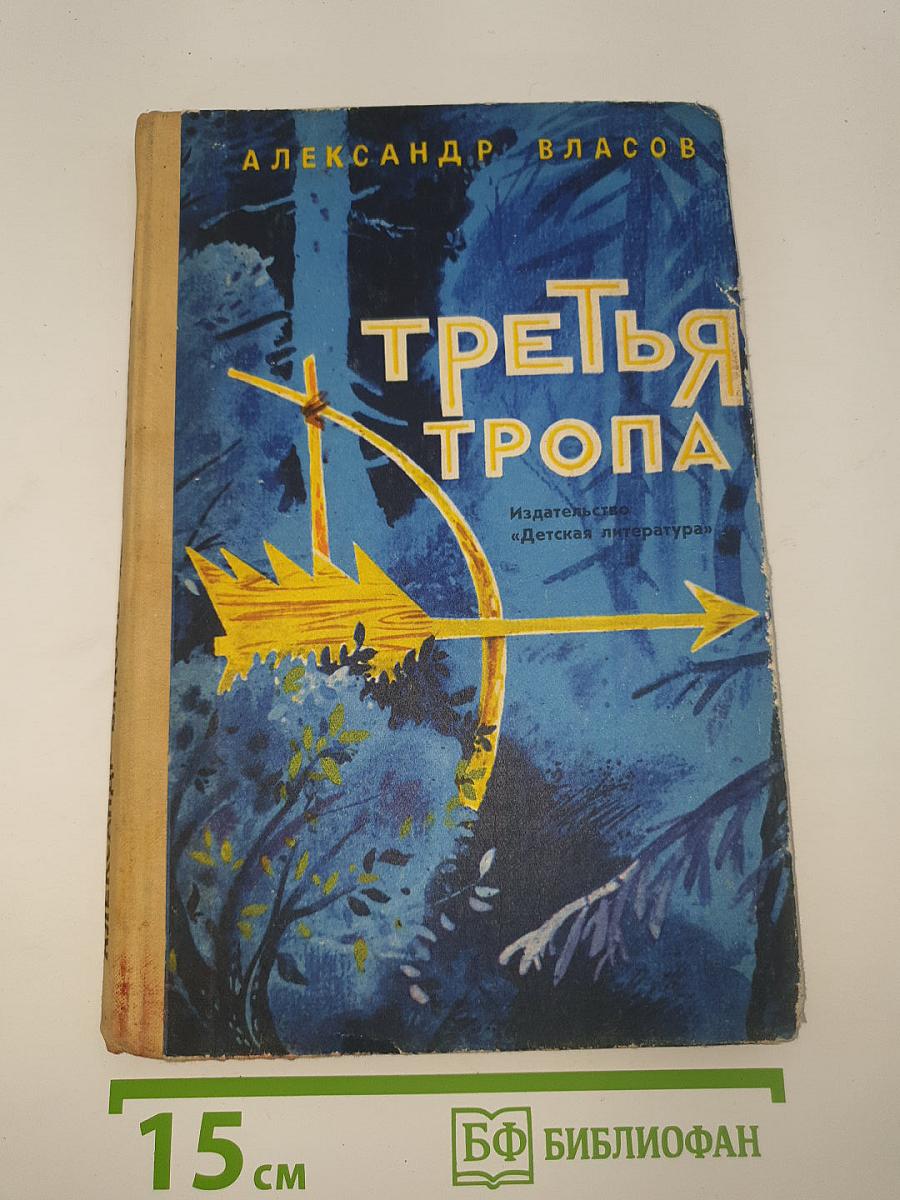 АЛЕКСАНДР ВЛАСОВ
ТРЕТЬЯ
ТРОПА
Издательство
«Детская литература»
15 см
БФ БИБЛИОФАН